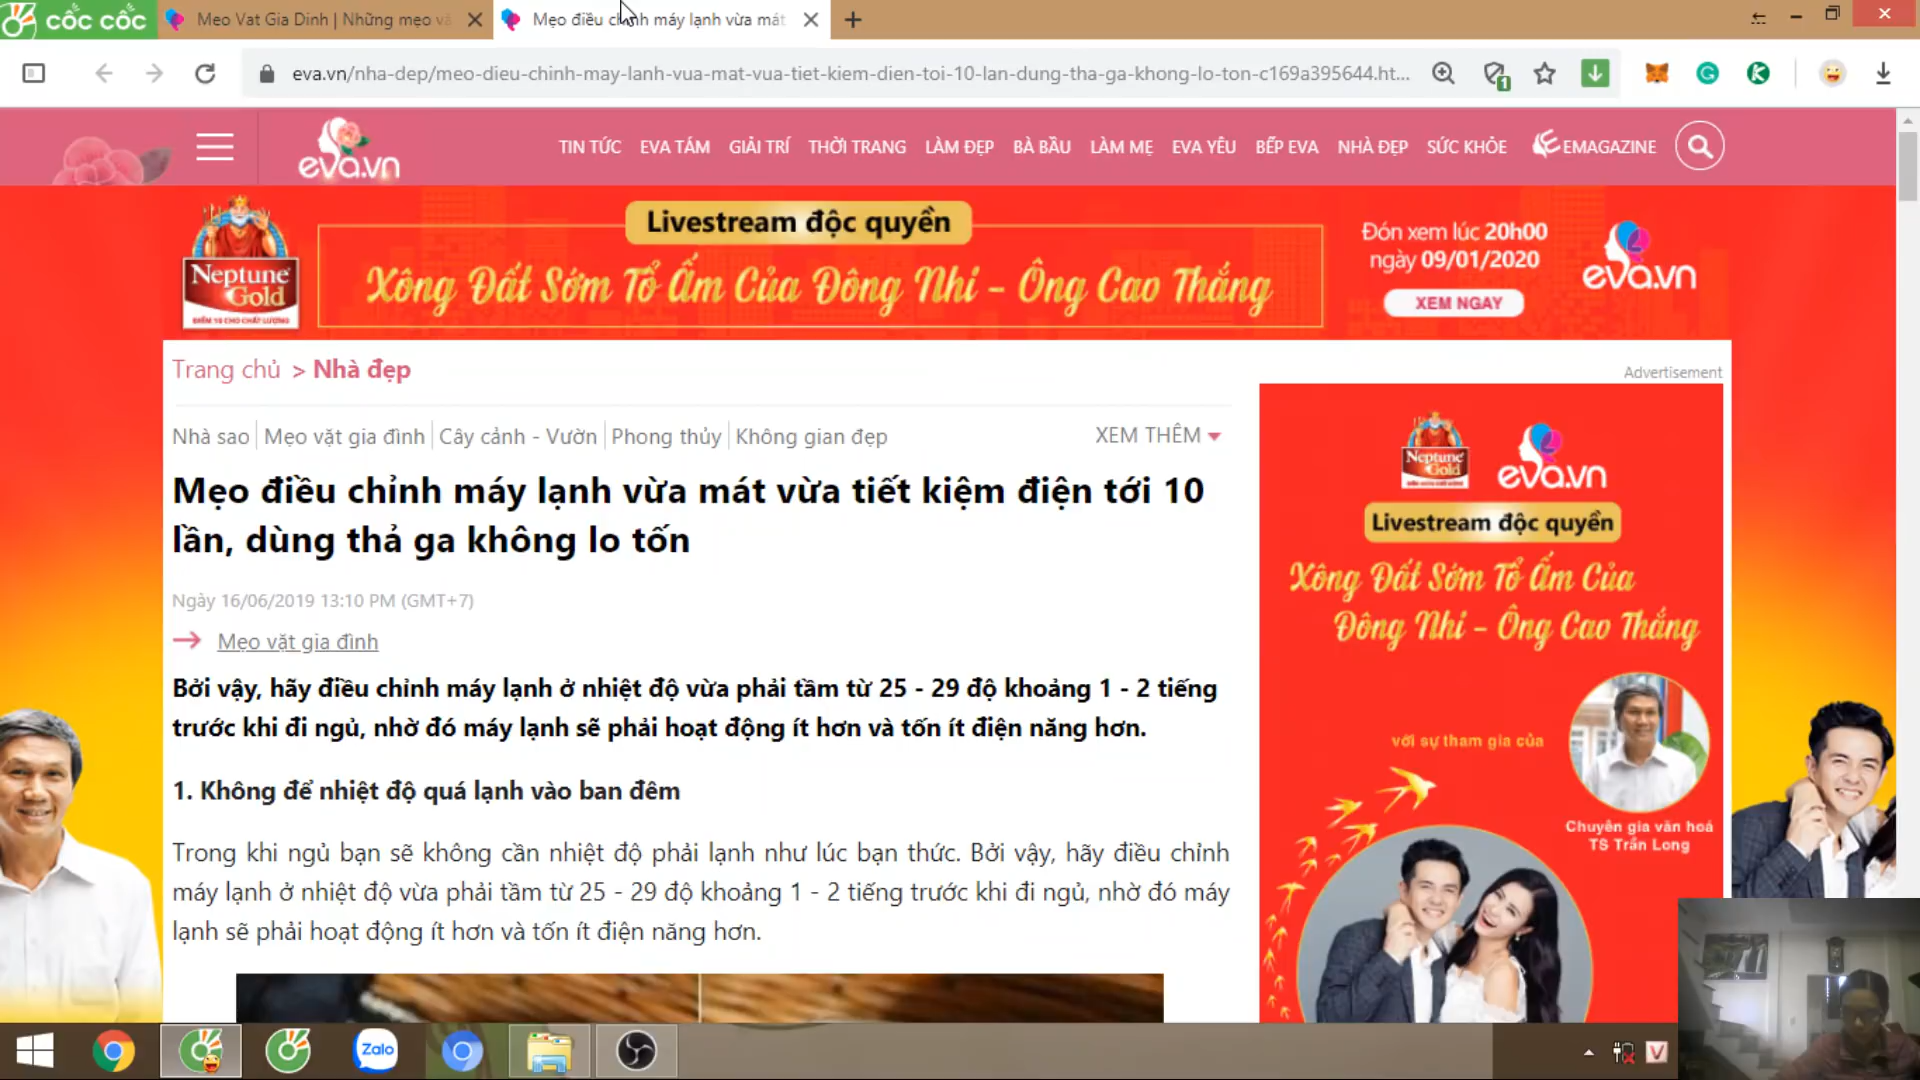 cốc cốc
Meo Vat Gia Dinh | Những mẹo vă
Mẹo điều chỉnh máy lạnh vừa mát
eva.vn/nha-dep/meo-dieu-chinh-may-lanh-vua-mat-vua-tiet-kiem-dien-toi-10-lan-dung-tha-ga-khong-lo-ton-c169a395644.ht...
1
eva.vn
TIN TỨC EVA TÁM GIẢI TRÍ THỜI TRANG LÀM ĐẸP BÀ BẦU LÀM MẸ EVA YÊU BẾP EVA NHÀ ĐẸP SỨC KHỎE EMAGAZINE
Neptune
Gold
ĐIỂM 10 CHO CHẤT LƯỢNG
Livestream độc quyền
Xông Đất Sớm Tổ Ấm Của Đông Nhi – Ông Cao Thắng
Đón xem lúc 20h00
ngày 09/01/2020
XEM NGAY
eva.vn
Trang chủ > Nhà đẹp
Nhà sao Mẹo vặt gia đình Cây cảnh - Vườn Phong thủy Không gian đẹp XEM THÊM
Mẹo điều chỉnh máy lạnh vừa mát vừa tiết kiệm điện tới 10
lần, dùng thả ga không lo tốn
Ngày 16/06/2019 13:10 PM (GMT+7)
Mẹo vặt gia đình
Bởi vậy, hãy điều chỉnh máy lạnh ở nhiệt độ vừa phải tầm từ 25 - 29 độ khoảng 1 - 2 tiếng
trước khi đi ngủ, nhờ đó máy lạnh sẽ phải hoạt động ít hơn và tốn ít điện năng hơn.
1. Không để nhiệt độ quá lạnh vào ban đêm
Trong khi ngủ bạn sẽ không cần nhiệt độ phải lạnh như lúc bạn thức. Bởi vậy, hãy điều chỉnh
máy lạnh ở nhiệt độ vừa phải tầm từ 25 - 29 độ khoảng 1 - 2 tiếng trước khi đi ngủ, nhờ đó máy
lạnh sẽ phải hoạt động ít hơn và tốn ít điện năng hơn.
Advertisement
Neptune
Gold
eva.vn
Livestream độc quyền
Xông Đất Sớm Tổ Ấm Của
Đông Nhi – Ông Cao Thắng
với sự tham gia của
Chuyên gia văn hoá
TS Trần Long
Zalo
V